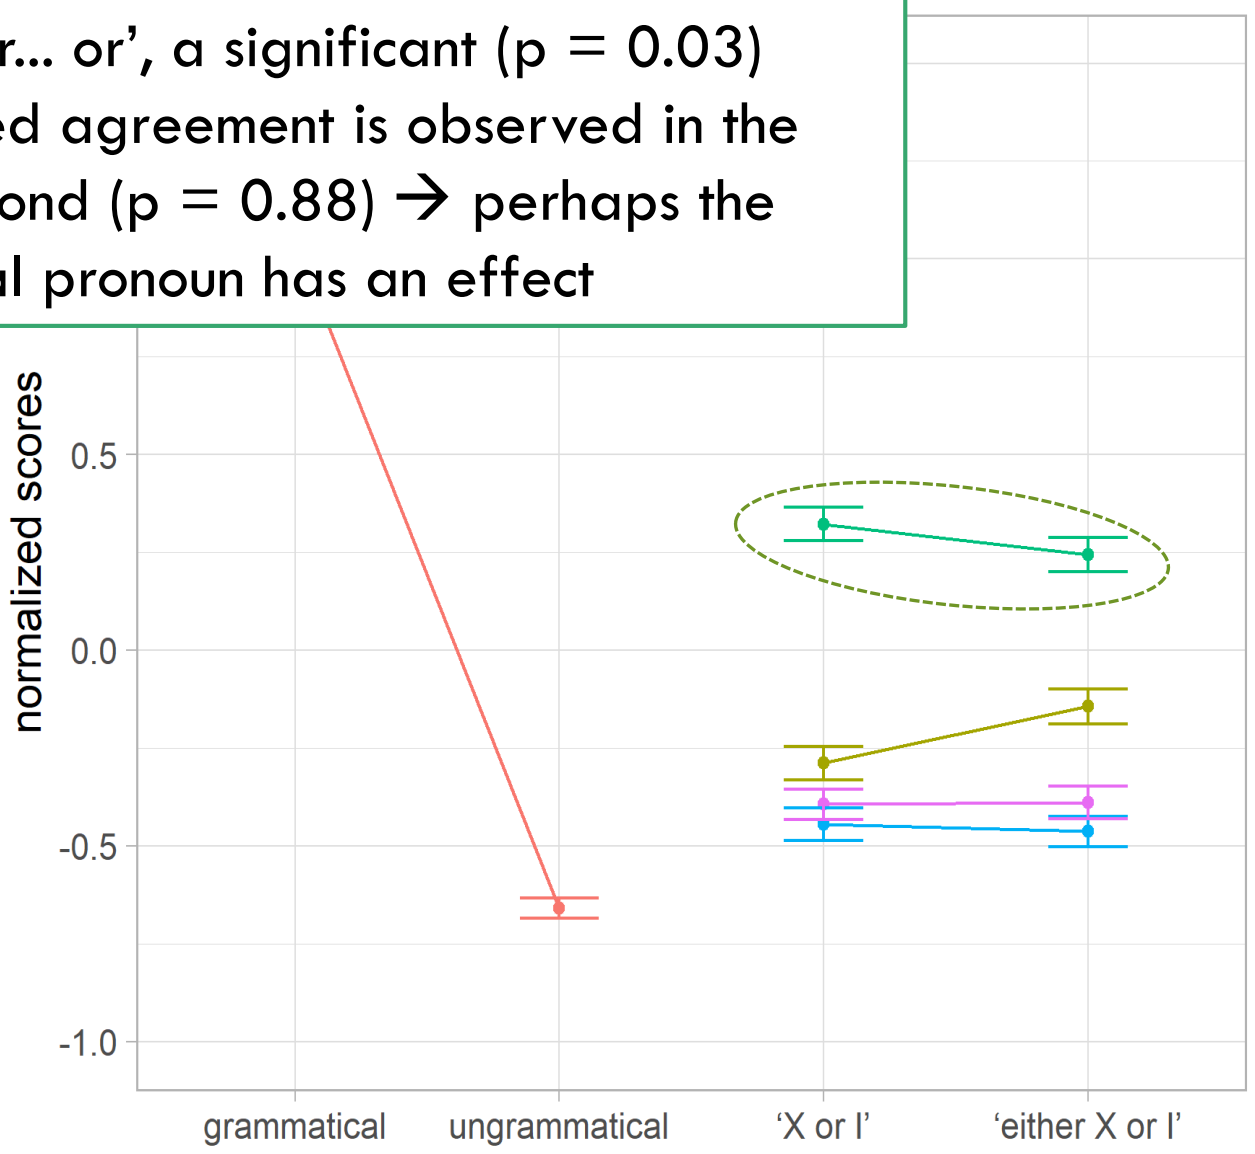 r... or’, a significant (p = 0.03)
ed agreement is observed in the
ond (p = 0.88) → perhaps the
al pronoun has an effect
normalized scores
0.5
0.0
-0.5
-1.0
grammatical ungrammatical ‘X or I’ ‘either X or I’